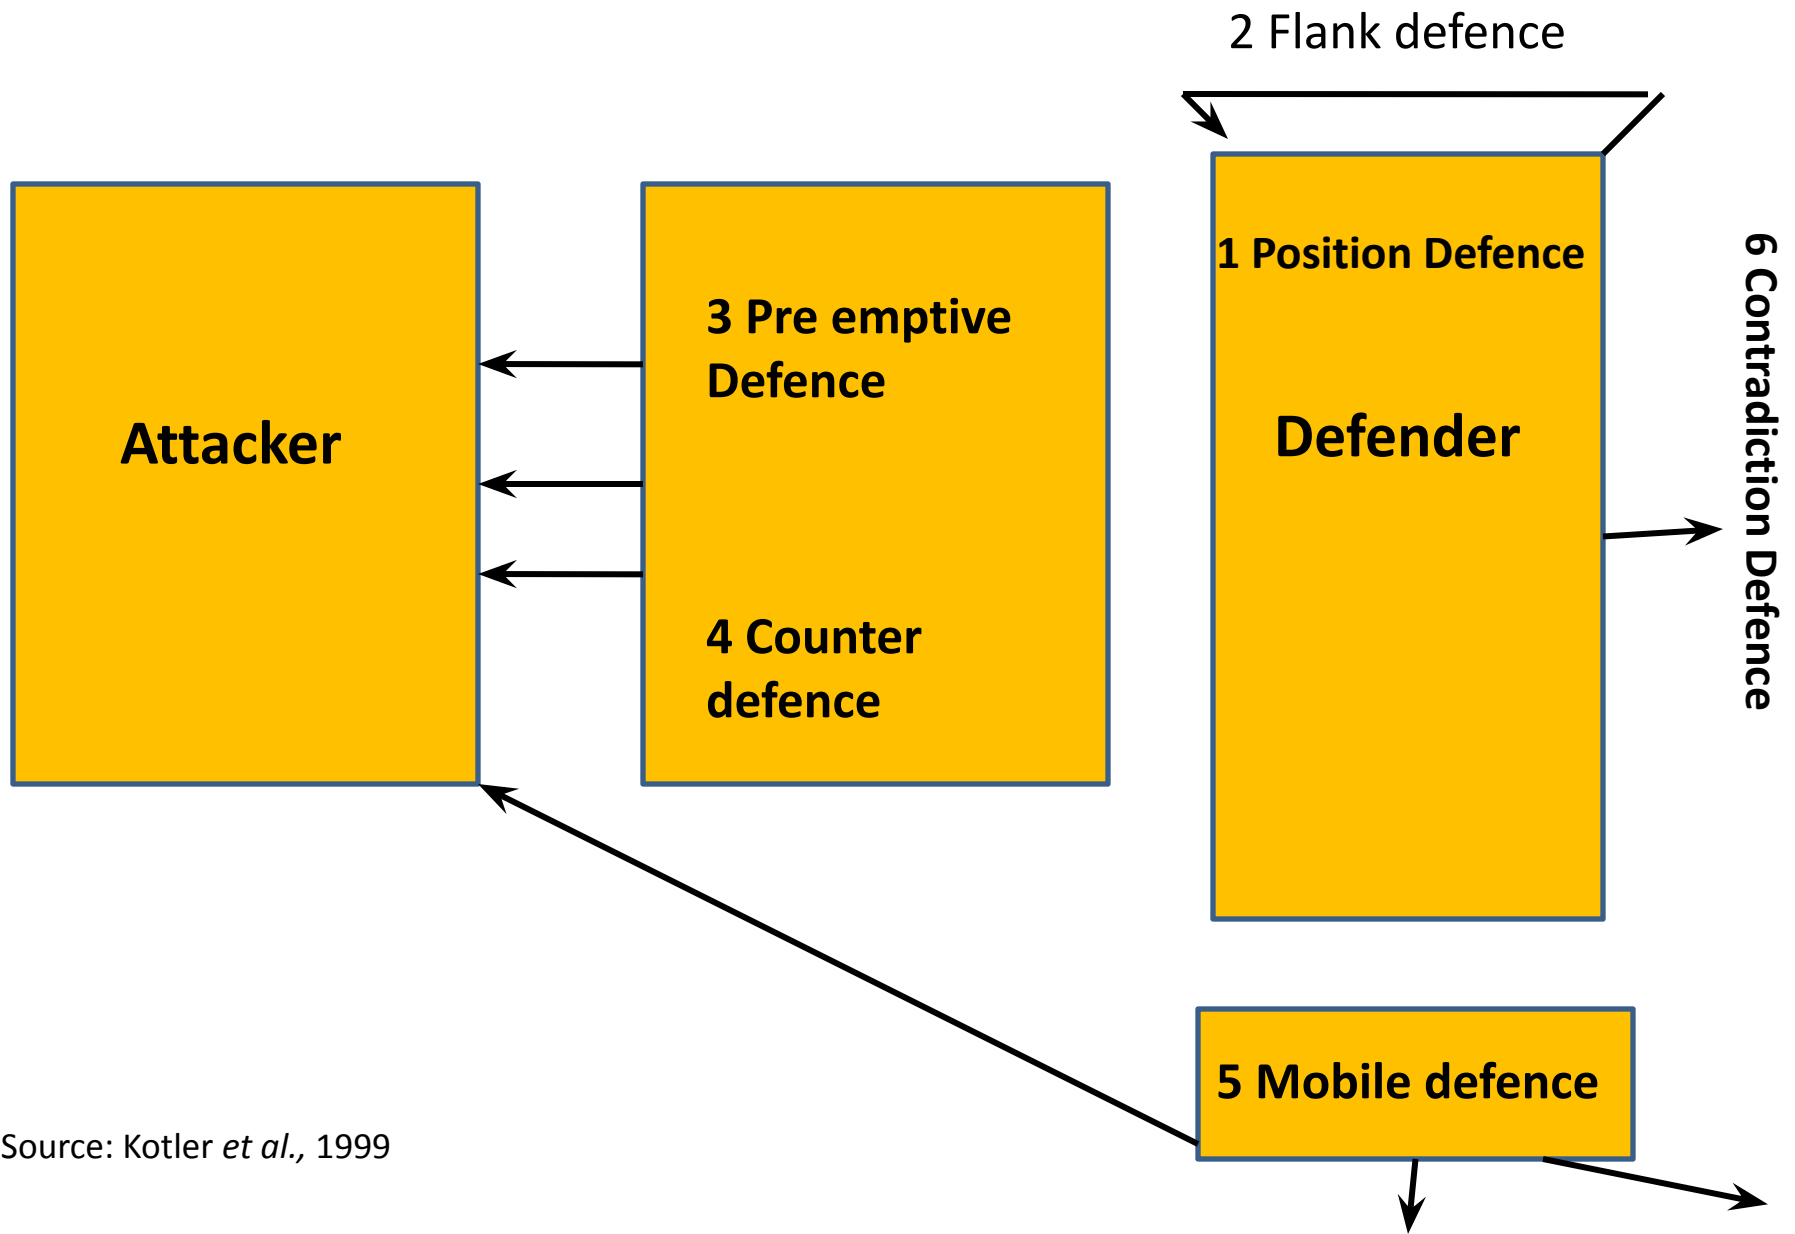 2 Flank defence
1 Position Defence
3 Pre emptive
Defence
Attacker
Defender
6 Contradiction Defence
4 Counter
defence
5 Mobile defence
Source: Kotler et al., 1999